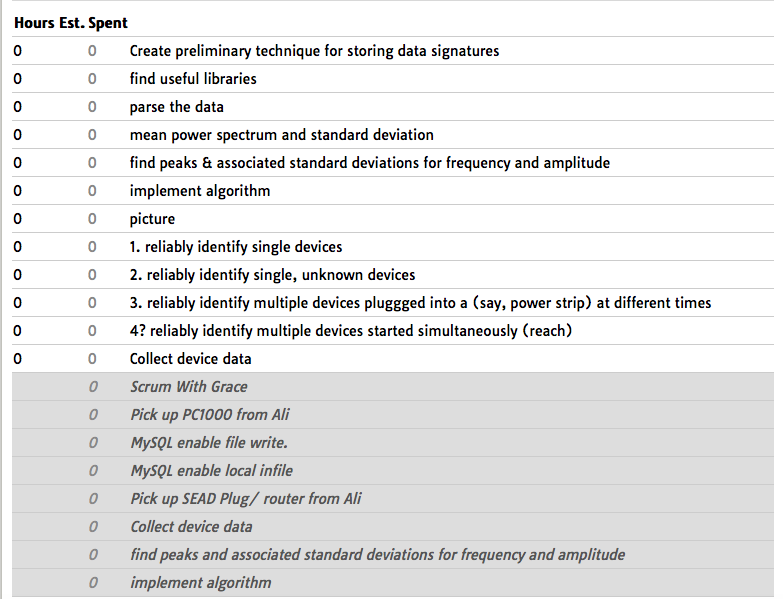 Hours Est. Spent
0 0 Create preliminary technique for storing data signatures
0 0 find useful libraries
0 0 parse the data
0 0 mean power spectrum and standard deviation
0 0 find peaks & associated standard deviations for frequency and amplitude
0 0 implement algorithm
0 0 picture
0 0 1. reliably identify single devices
0 0 2. reliably identify single, unknown devices
0 0 3. reliably identify multiple devices pluggged into a (say, power strip) at different times
0 0 4? reliably identify multiple devices started simultaneously (reach)
0 0 Collect device data
0 Scrum With Grace
0 Pick up PC1000 from Ali
0 MySQL enable file write.
0 MySQL enable local infile
0 Pick up SEAD Plug/ router from Ali
0 Collect device data
0 find peaks and associated standard deviations for frequency and amplitude
0 implement algorithm